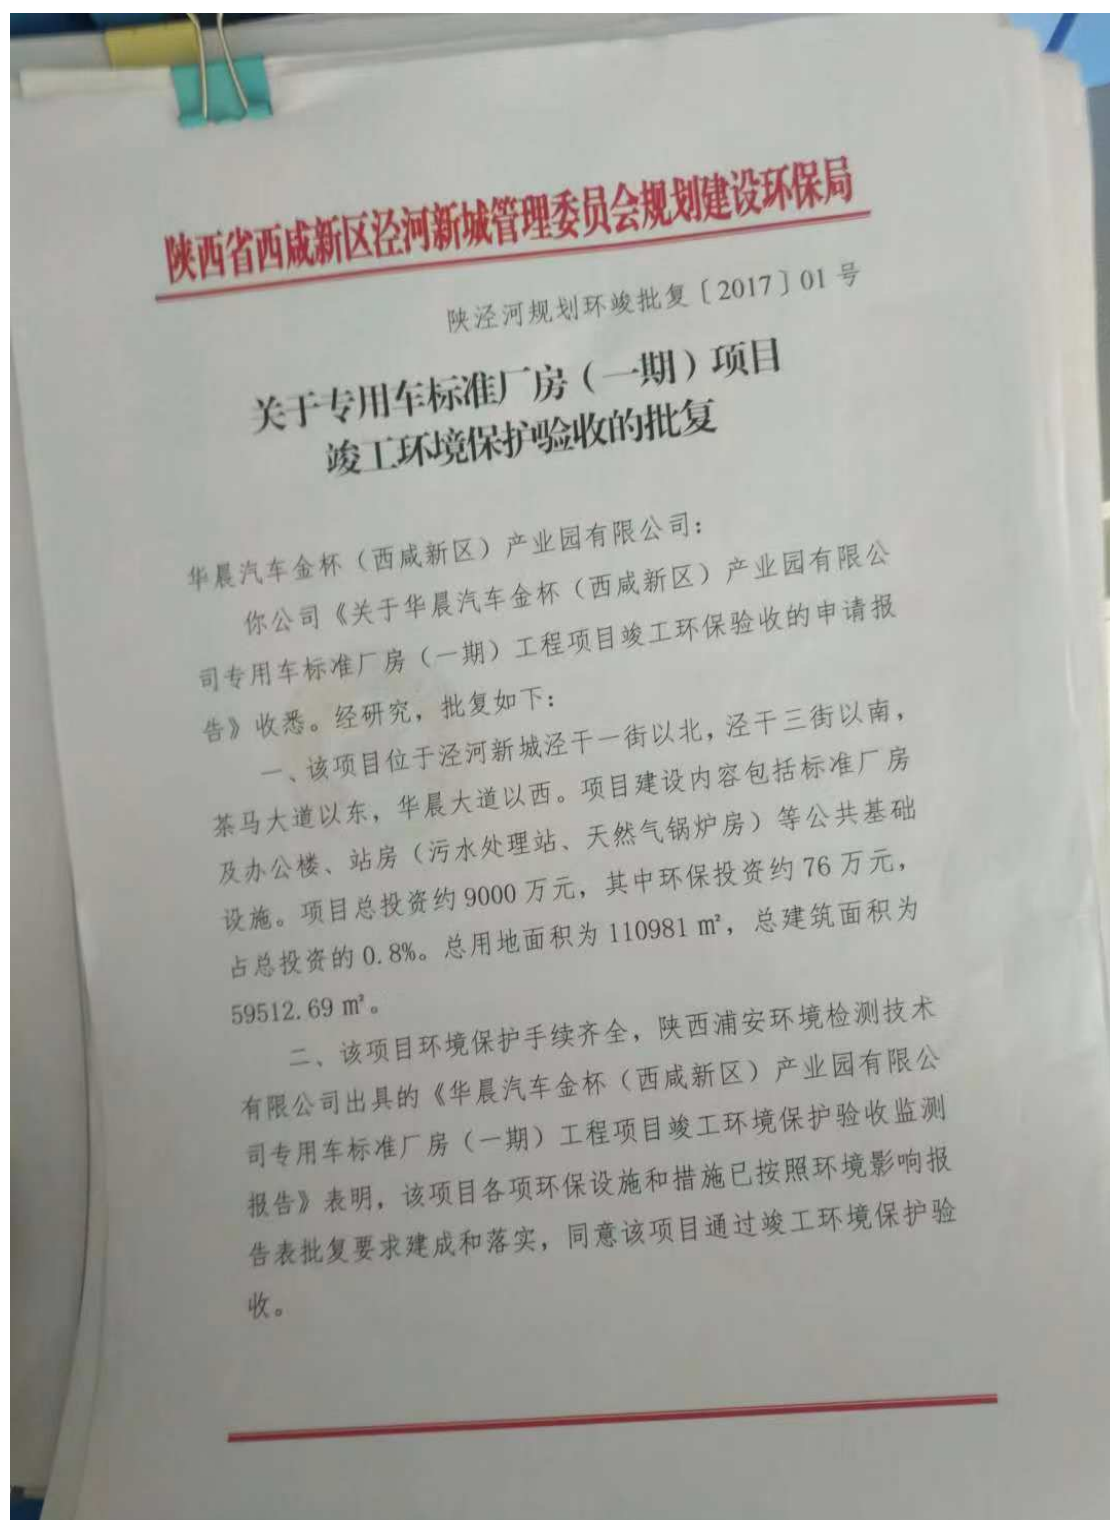 陕西省西咸新区泾河新城管理委员会规划建设环保局
陕泾河规划环竣批复〔2017〕01号
关于专用车标准厂房（一期）项目
竣工环境保护验收的批复
华晨汽车金杯（西咸新区）产业园有限公司：
你公司《关于华晨汽车金杯（西咸新区）产业园有限公
司专用车标准厂房（一期）工程项目竣工环保验收的申请报
告》收悉。经研究，批复如下：
一、该项目位于泾河新城泾干一街以北，泾干三街以南，
茶马大道以东，华晨大道以西。项目建设内容包括标准厂房
及办公楼、站房（污水处理站、天然气锅炉房）等公共基础
设施。项目总投资约9000万元，其中环保投资约76万元，
占总投资的0.8%。总用地面积为110981㎡，总建筑面积为
59512.69㎡。
二、该项目环境保护手续齐全，陕西浦安环境检测技术
有限公司出具的《华晨汽车金杯（西咸新区）产业园有限公
司专用车标准厂房（一期）工程项目竣工环境保护验收监测
报告》表明，该项目各项环保设施和措施已按照环境影响报
告表批复要求建成和落实，同意该项目通过竣工环境保护验
收。